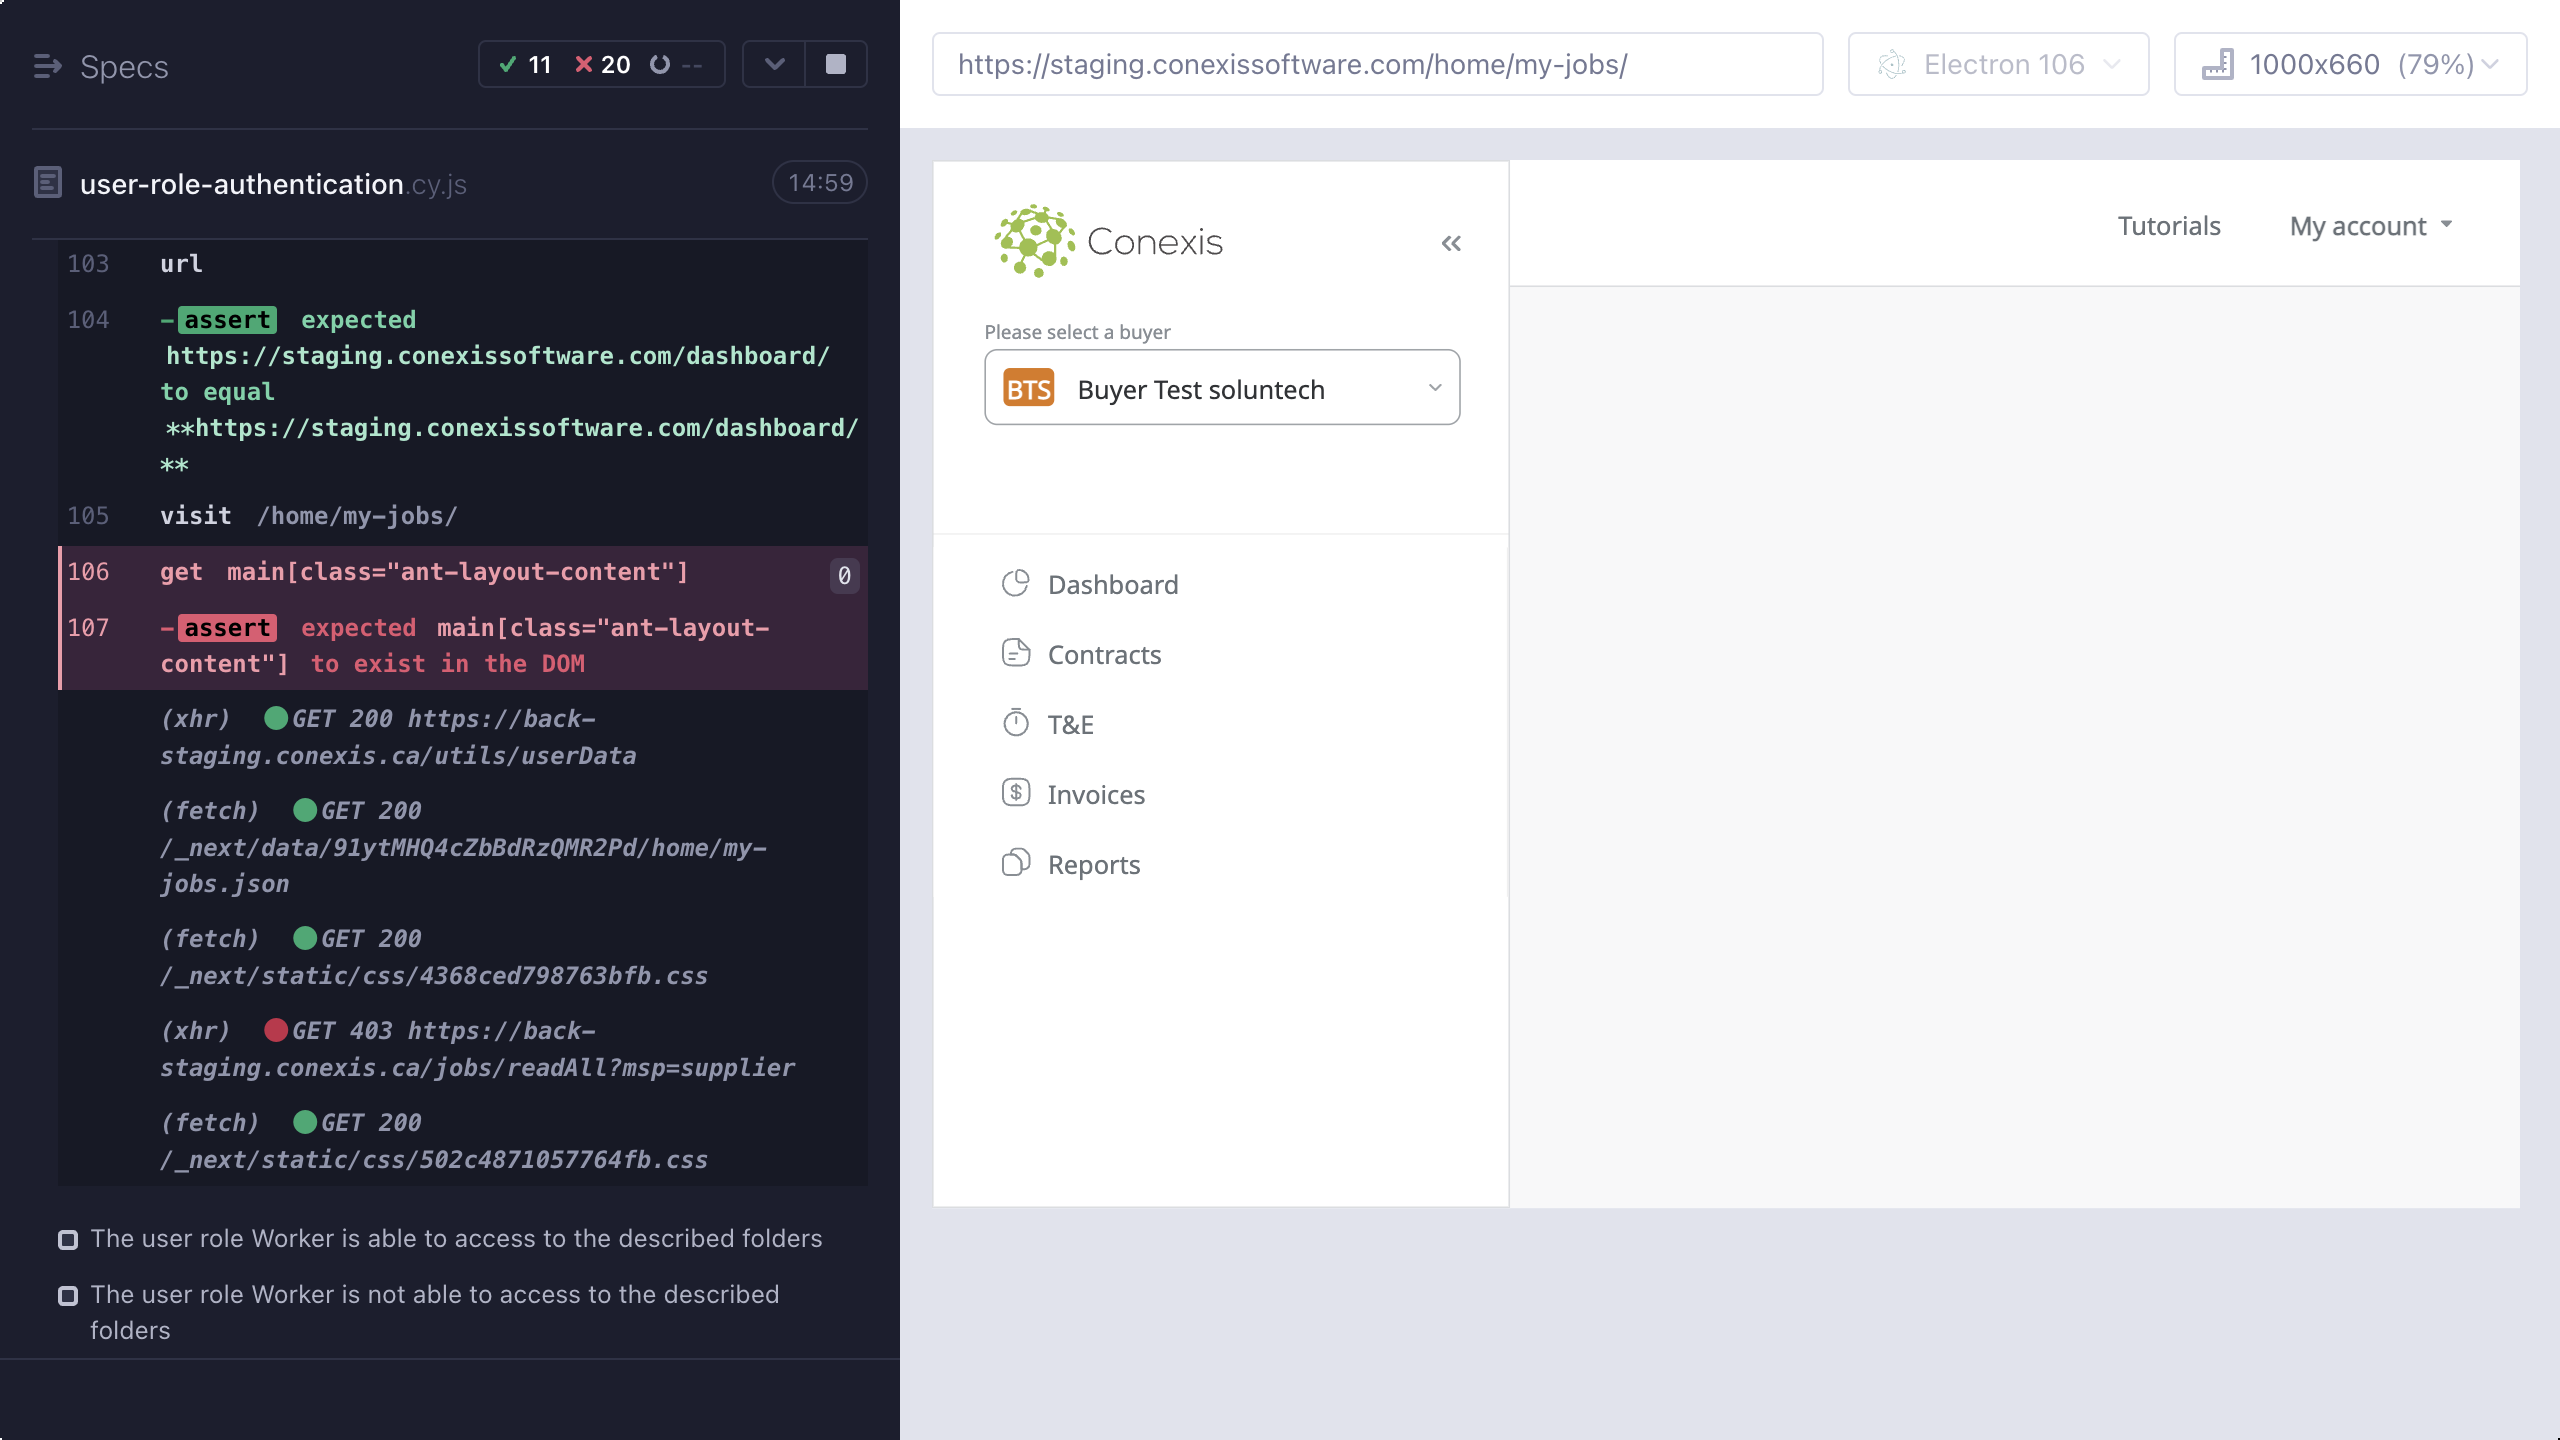 Specs
11
20
--
user-role-authentication.cy.js
14:59
103 url
104 -assert expected
https://staging.conexissoftware.com/dashboard/
to equal
**https://staging.conexissoftware.com/dashboard/
**
105 visit /home/my-jobs/
106 get main[class="ant-layout-content"]
0
107 -assert expected main[class="ant-layout-
content"] to exist in the DOM
(xhr) GET 200 https://back-
staging.conexis.ca/utils/userData
(fetch) GET 200
/_next/data/91ytMHQ4cZbBdRzQMR2Pd/home/my-
jobs.json
(fetch) GET 200
/_next/static/css/4368ced798763bfb.css
(xhr) GET 403 https://back-
staging.conexis.ca/jobs/readAll?msp=supplier
(fetch) GET 200
/_next/static/css/502c4871057764fb.css
The user role Worker is able to access to the described folders
The user role Worker is not able to access to the described
folders
https://staging.conexissoftware.com/home/my-jobs/
Electron 106
1000x660 (79%)
Conexis
«
Tutorials
My account
Please select a buyer
BTS Buyer Test soluntech
Dashboard
Contracts
T&E
Invoices
Reports